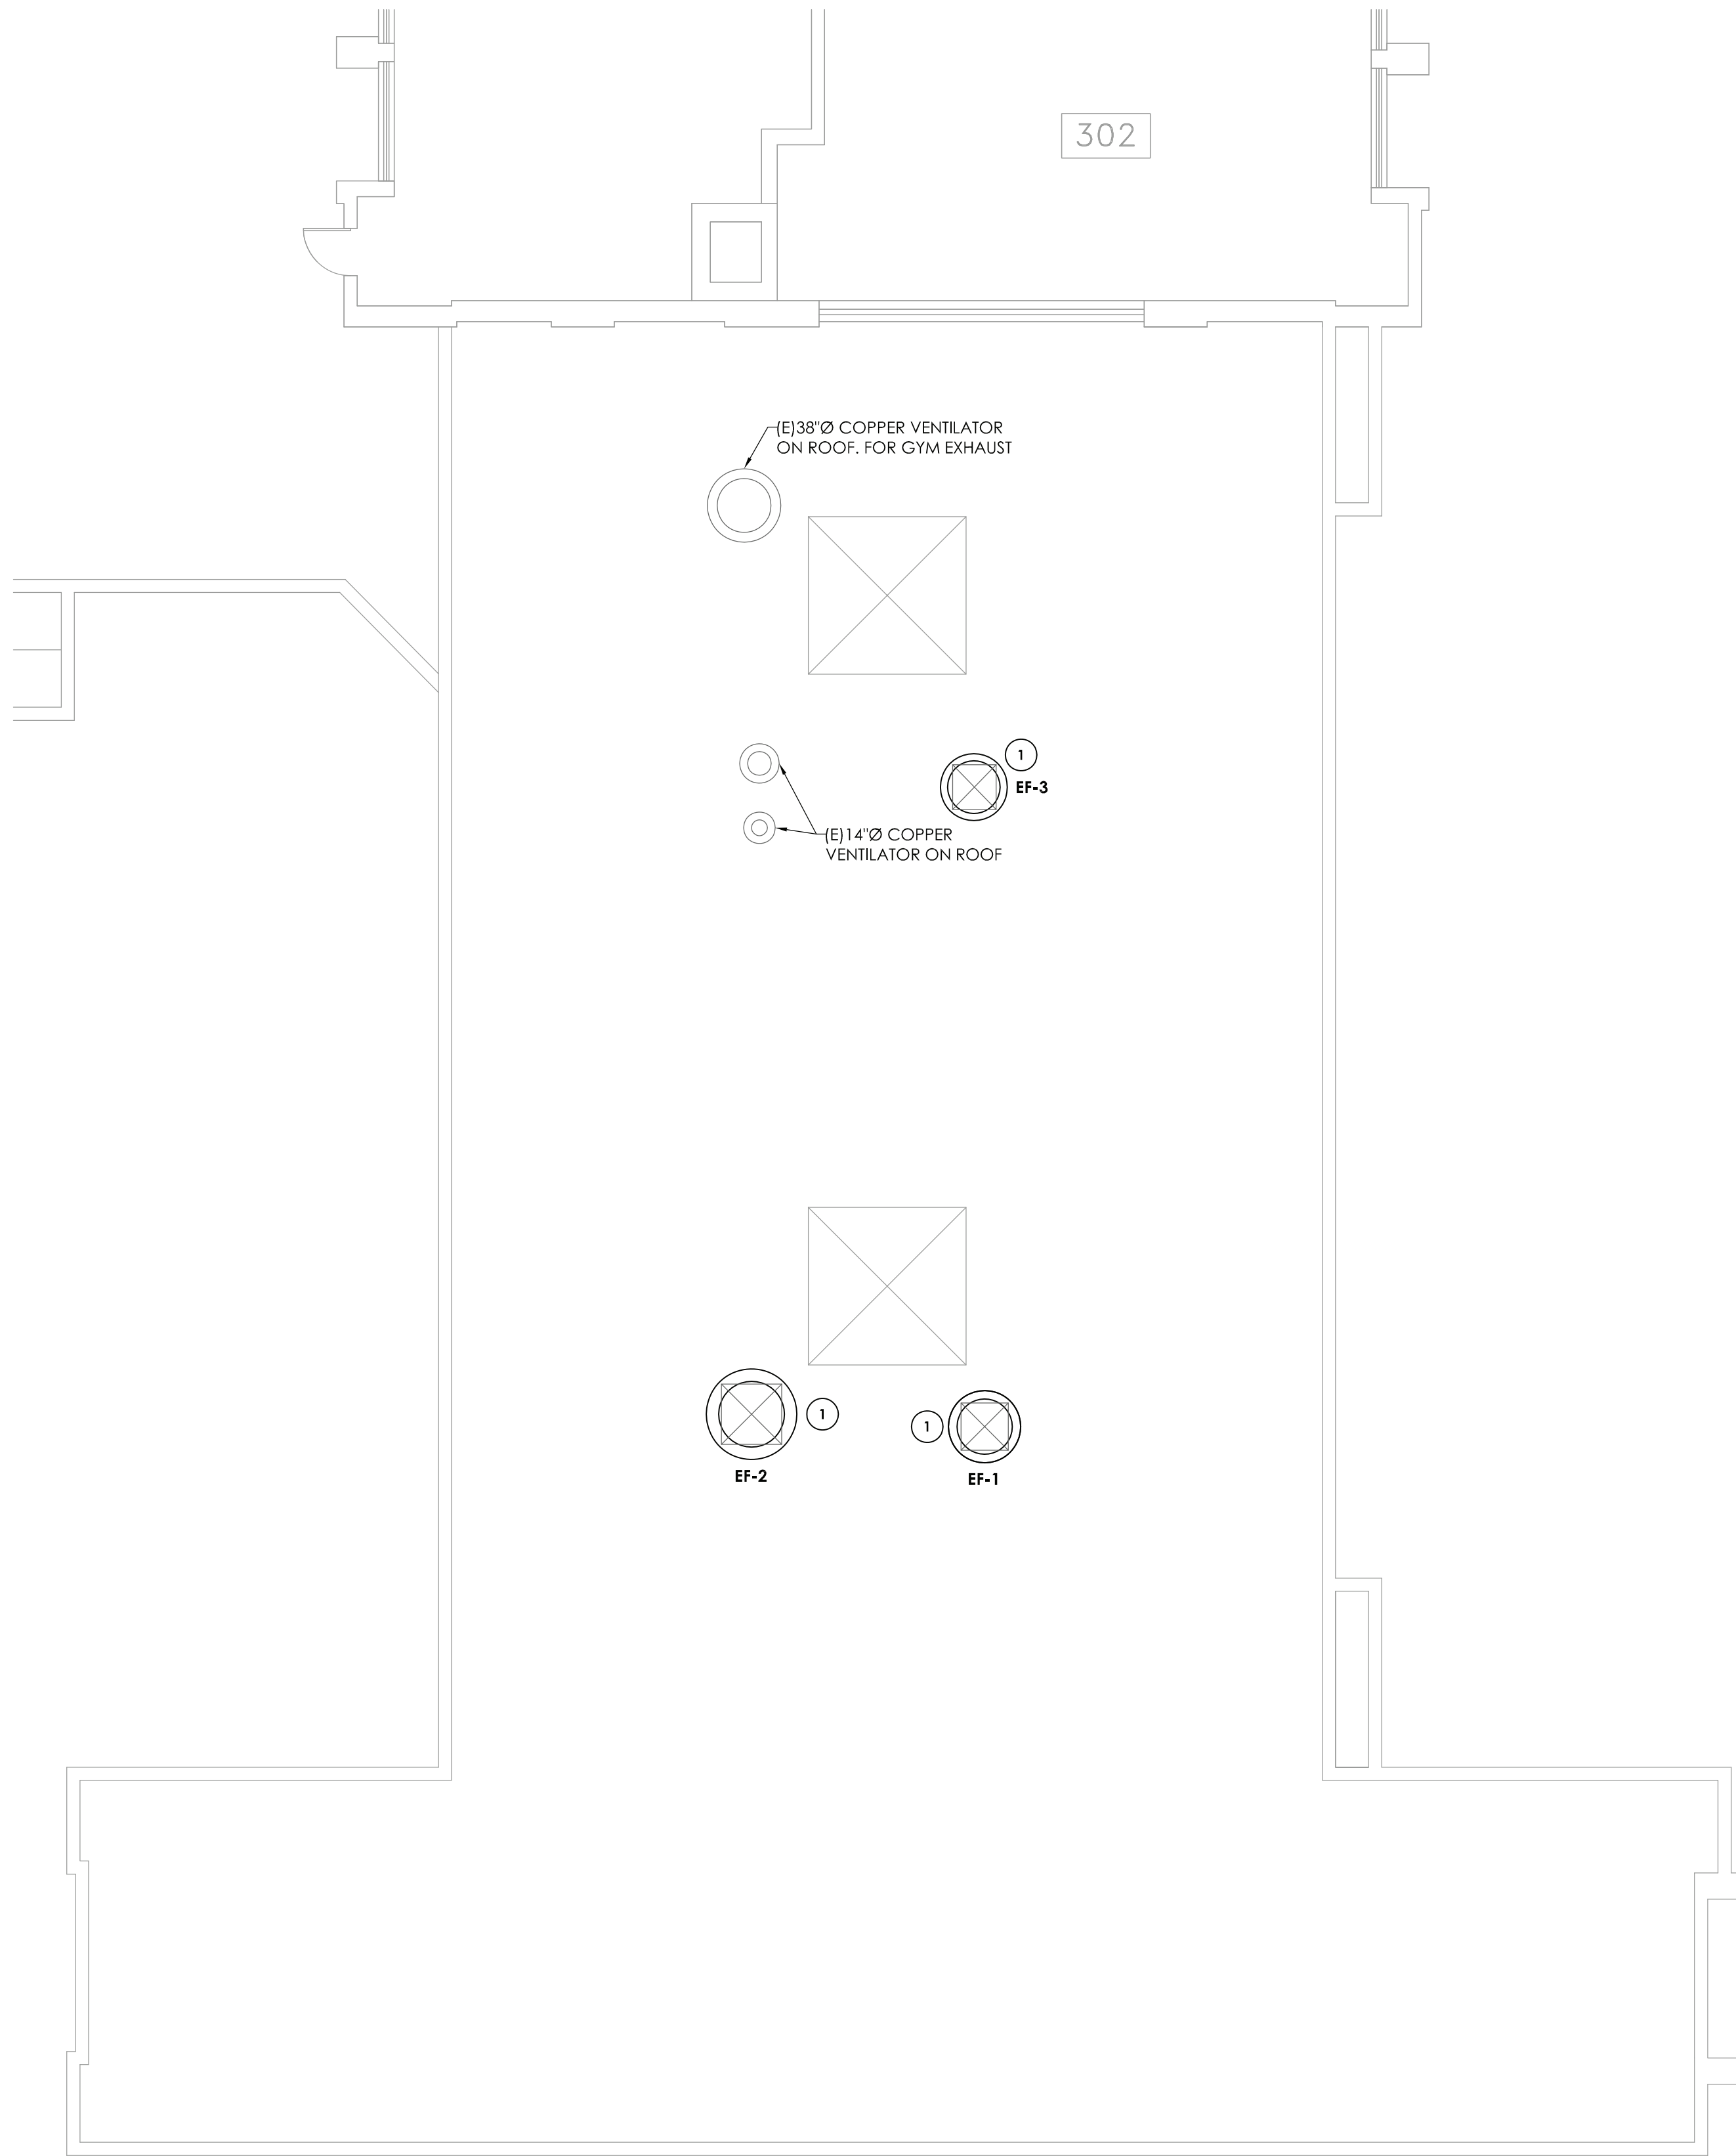 302
(E)38"Ø COPPER VENTILATOR
ON ROOF. FOR GYM EXHAUST
1
EF-3
(E)14"Ø COPPER
VENTILATOR ON ROOF
1
1
EF-2
EF-1